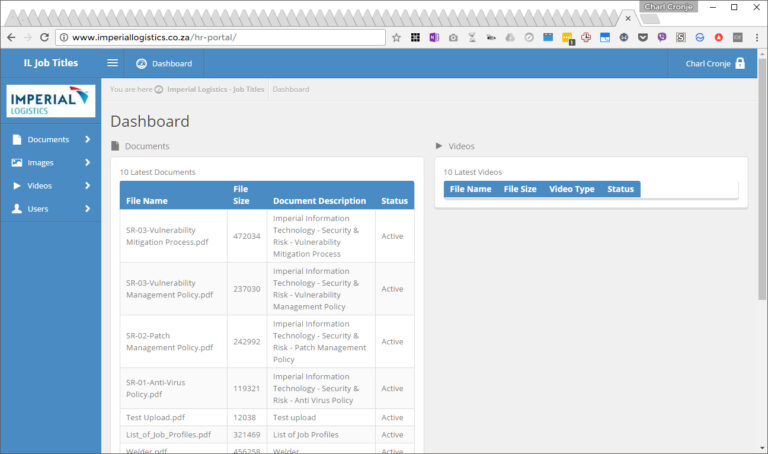 Charl Cronje
www.imperiallogistics.co.za/hr-portal/
IL Job Titles
Dashboard
Charl Cronje
IMPERIAL
LOGISTICS
You are here
Imperial Logistics - Job Titles
Dashboard
Documents
Images
Videos
Users
Dashboard
Documents
10 Latest Documents
File Name
File
Size
Document Description
Status
SR-03-Vulnerability
Mitigation Process.pdf
472034
Imperial Information
Technology - Security &
Risk - Vulnerability
Mitigation Process
Active
SR-03-Vulnerability
Management Policy.pdf
237030
Imperial Information
Technology - Security &
Risk - Vulnerability
Management Policy
Active
SR-02-Patch
Management Policy.pdf
242992
Imperial Information
Technology - Security &
Risk - Patch Management
Policy
Active
SR-01-Anti-Virus
Policy.pdf
119321
Imperial Information
Technology - Security &
Risk - Anti Virus Policy
Active
Test Upload.pdf
12038
Test upload
Active
List_of_Job_Profiles.pdf
321469
List of Job Profiles
Active
Welder.pdf
456258
Welder
Active
Videos
10 Latest Videos
File Name
File Size
Video Type
Status